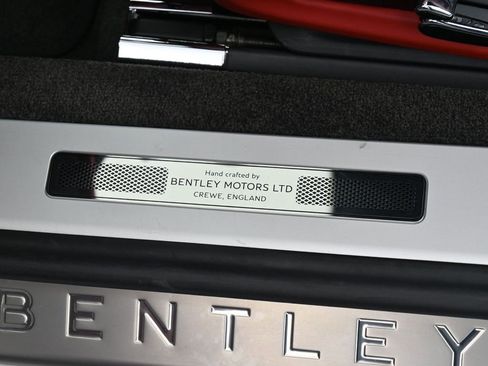 Hand crafted by
BENTLEY MOTORS LTD
CREWE, ENGLAND
BENTLEY